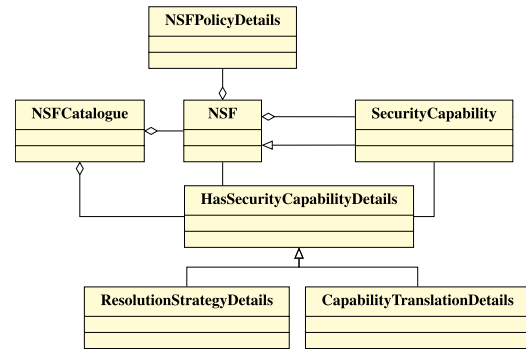 NSFPolicyDetails
NSFCatalogue
NSF
SecurityCapability
HasSecurityCapabilityDetails
ResolutionStrategyDetails
CapabilityTranslationDetails